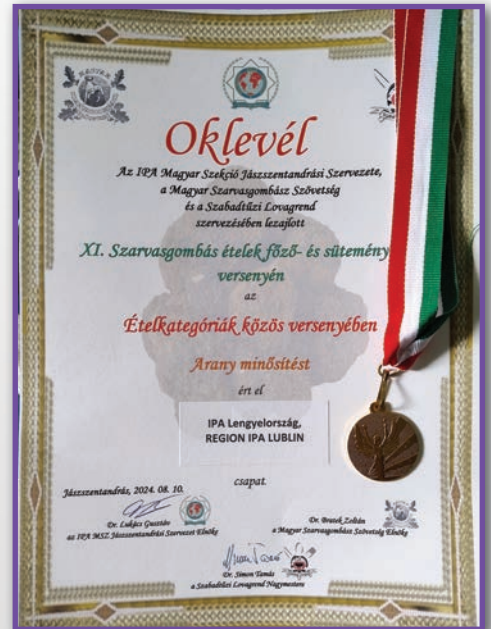 MAGYAR
Oklevél
Az IPA Magyar Szekció Jászszentandrási Szervezete,
a Magyar Szarvasgombász Szövetség
és a Szabadtűzi Lovagrend
szervezésében lezajlott
XI. Szarvasgombás ételek főző- és sütemény
versenyén
az
Ételkategóriák közös versenyében
Arany minősítést
ért el
IPA Lengyelország,
REGION IPA LUBLIN
csapat.
Jászszentandrás, 2024. 08. 10.
Dr. Lukács Gusztáv
az IPA MSZ Jászszentandrási Szervezet Elnöke
Dr. Bratek Zoltán
a Magyar Szarvasgombász Szövetség Elnöke
Dr. Simon Tamás
a Szabadtűzi Lovagrend Nagymestere